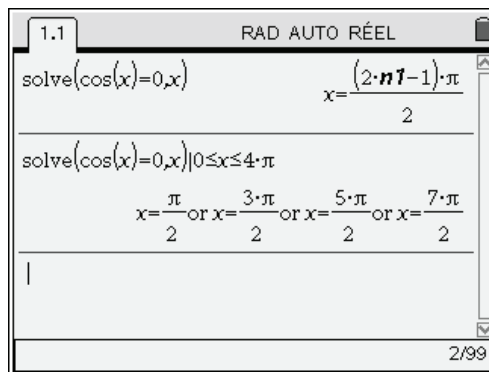 1.1 RAD AUTO RÉEL
solve(cos(x)=0,x) x=((2·n1−1)·π)/2
solve(cos(x)=0,x)|0≤x≤4·π
x=π/2 or x=3·π/2 or x=5·π/2 or x=7·π/2
2/99